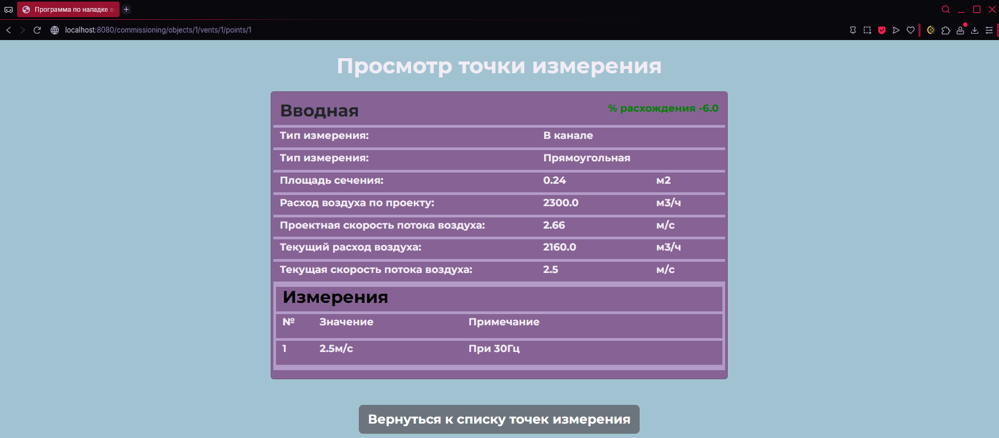 Программа по наладке в
localhost:8080/commissioning/objects/1/vents/1/points/1
Просмотр точки измерения
Вводная % расхождения -6.0
Тип измерения: В канале
Тип измерения: Прямоугольная
Площадь сечения: 0.24 м2
Расход воздуха по проекту: 2300.0 м3/ч
Проектная скорость потока воздуха: 2.66 м/с
Текущий расход воздуха: 2160.0 м3/ч
Текущая скорость потока воздуха: 2.5 м/с
Измерения
№ Значение Примечание
1 2.5м/с При 30Гц
Вернуться к списку точек измерения